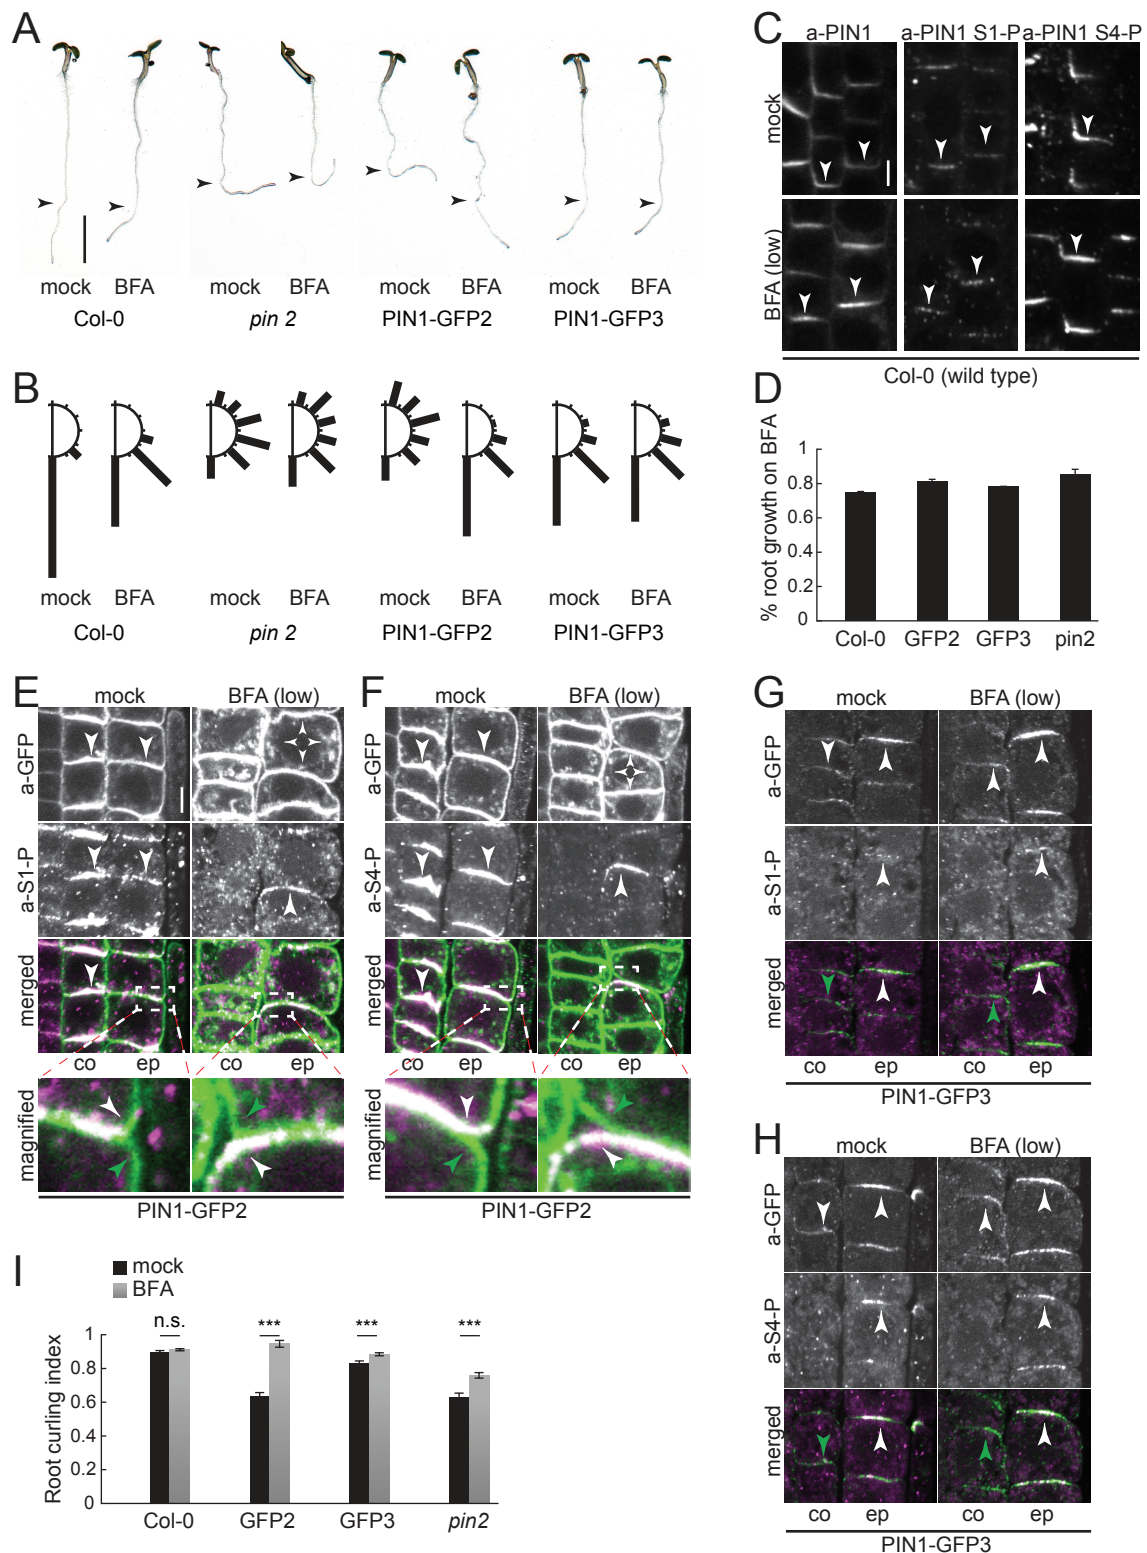 A
mock BFA mock BFA mock BFA mock BFA
Col-0 pin 2 PIN1-GFP2 PIN1-GFP3
B
mock BFA mock BFA mock BFA mock BFA
Col-0 pin 2 PIN1-GFP2 PIN1-GFP3
C
a-PIN1 a-PIN1 S1-P a-PIN1 S4-P
mock
BFA (low)
Col-0 (wild type)
D
% root growth on BFA
1
0.8
0.6
0.4
0.2
0
Col-0 GFP2 GFP3 pin2
E
mock BFA (low)
a-GFP
a-S1-P
merged
co ep
magnified
PIN1-GFP2
F
mock BFA (low)
a-GFP
a-S4-P
merged
co ep
magnified
PIN1-GFP2
G
mock BFA (low)
a-GFP
a-S1-P
merged
co ep co ep
PIN1-GFP3
H
mock BFA (low)
a-GFP
a-S4-P
merged
co ep co ep
PIN1-GFP3
I
mock
BFA
n.s. *** *** ***
Root curling index
1
0.8
0.6
0.4
0.2
0
Col-0 GFP2 GFP3 pin2